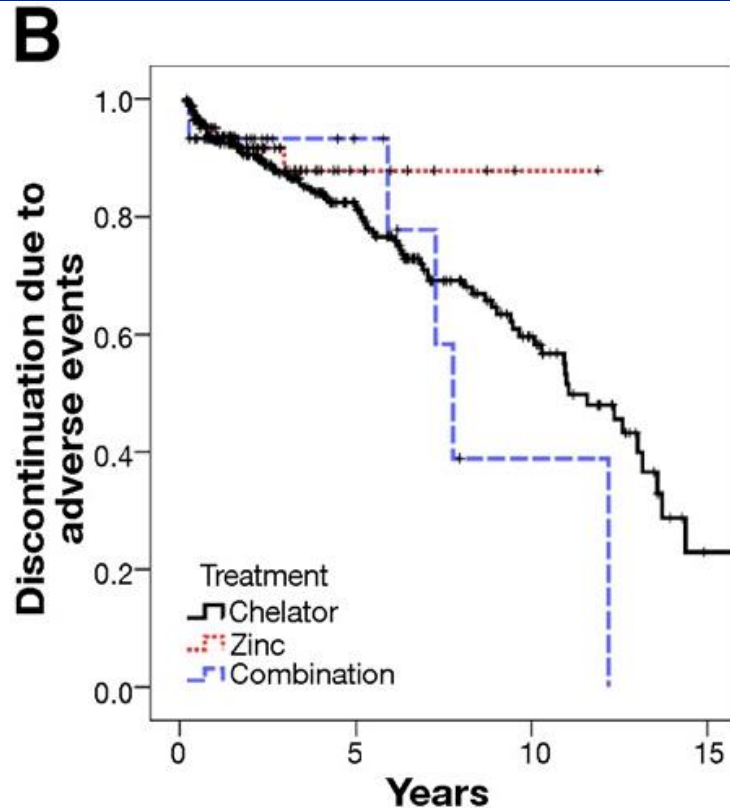 B
Discontinuation due to
adverse events
1.0
0.8
0.6
0.4
0.2
0.0
Treatment
Chelator
Zinc
Combination
0 5 10 15
Years